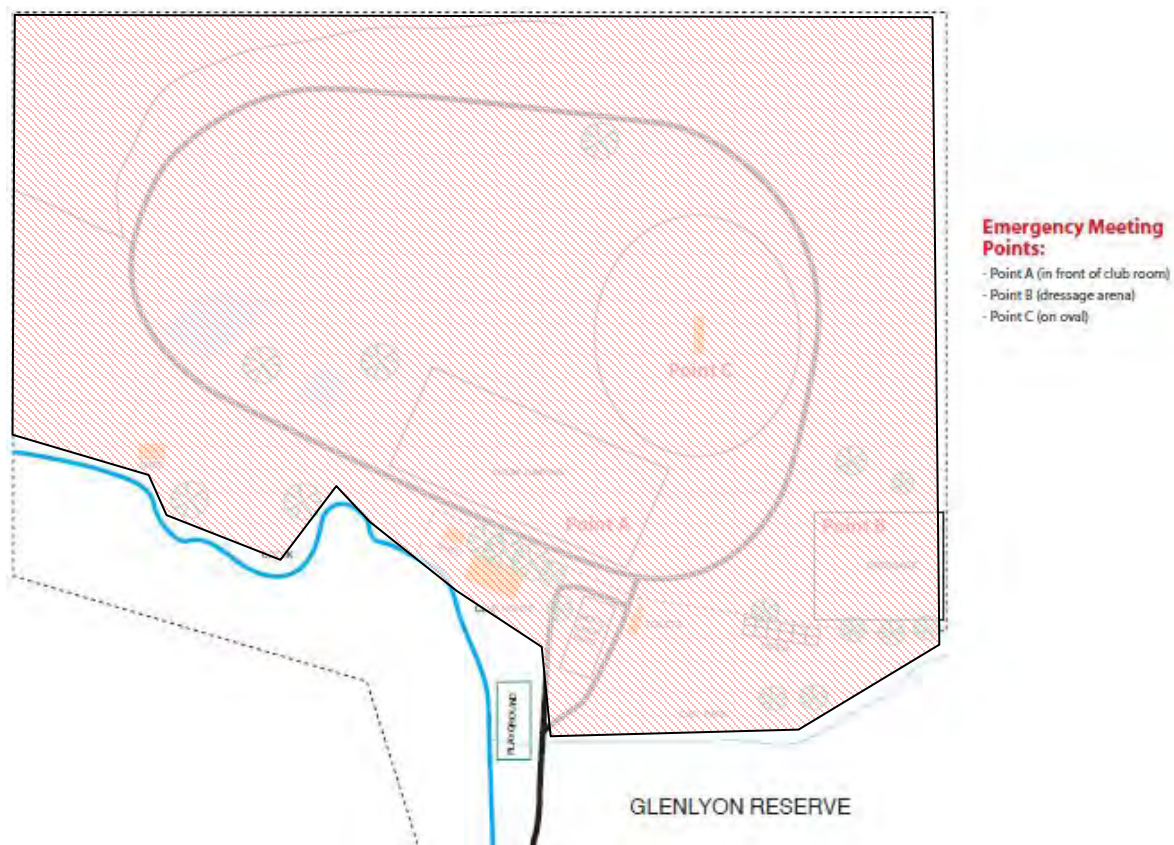 Emergency Meeting
Points:
- Point A (in front of club room)
- Point B (dressage arena)
- Point C (on oval)
Point C
Point A
Point
PLAYGROUND
GLENLYON RESERVE